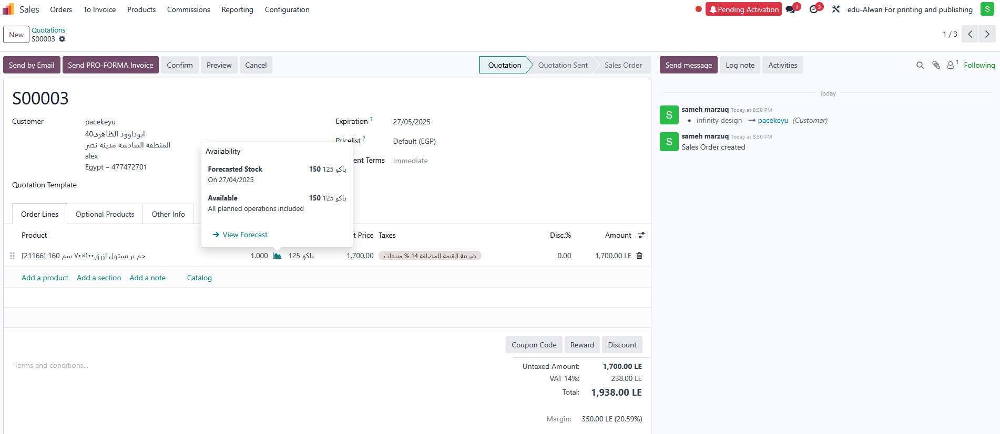 Sales Orders To Invoice Products Commissions Reporting Configuration
Pending Activation 1 3 edu-Alwan For printing and publishing S
New Quotations
S00003
1 / 3
Send by Email Send PRO-FORMA Invoice Confirm Preview Cancel
Quotation Quotation Sent Sales Order
Send message Log note Activities 1 Following
S00003
Customer pacekeyu
ابوداوود الظاهرى40
المنطقة السادسة مدينة نصر
alex
Egypt – 477472701
Quotation Template
Expiration ? 27/05/2025
Pricelist ? Default (EGP)
ent Terms Immediate
Availability
Forecasted Stock 150 باكو 125
On 27/04/2025
Available 150 باكو 125
All planned operations included
View Forecast
Order Lines Optional Products Other Info
Product t Price Taxes Disc.% Amount
[21166] 160 جم بريستول ازرق١٠٠×٧٠ سم 1.000 باكو 125 1,700.00 ضريبة القيمة المضافة 14 % مبيعات 0.00 1,700.00 LE
Add a product Add a section Add a note Catalog
Coupon Code Reward Discount
Terms and conditions...
Untaxed Amount: 1,700.00 LE
VAT 14%: 238.00 LE
Total: 1,938.00 LE
Margin: 350.00 LE (20.59%)
Today
S
sameh marzuq Today at 8:50 PM
infinity design → pacekeyu (Customer)
S
sameh marzuq Today at 8:50 PM
Sales Order created